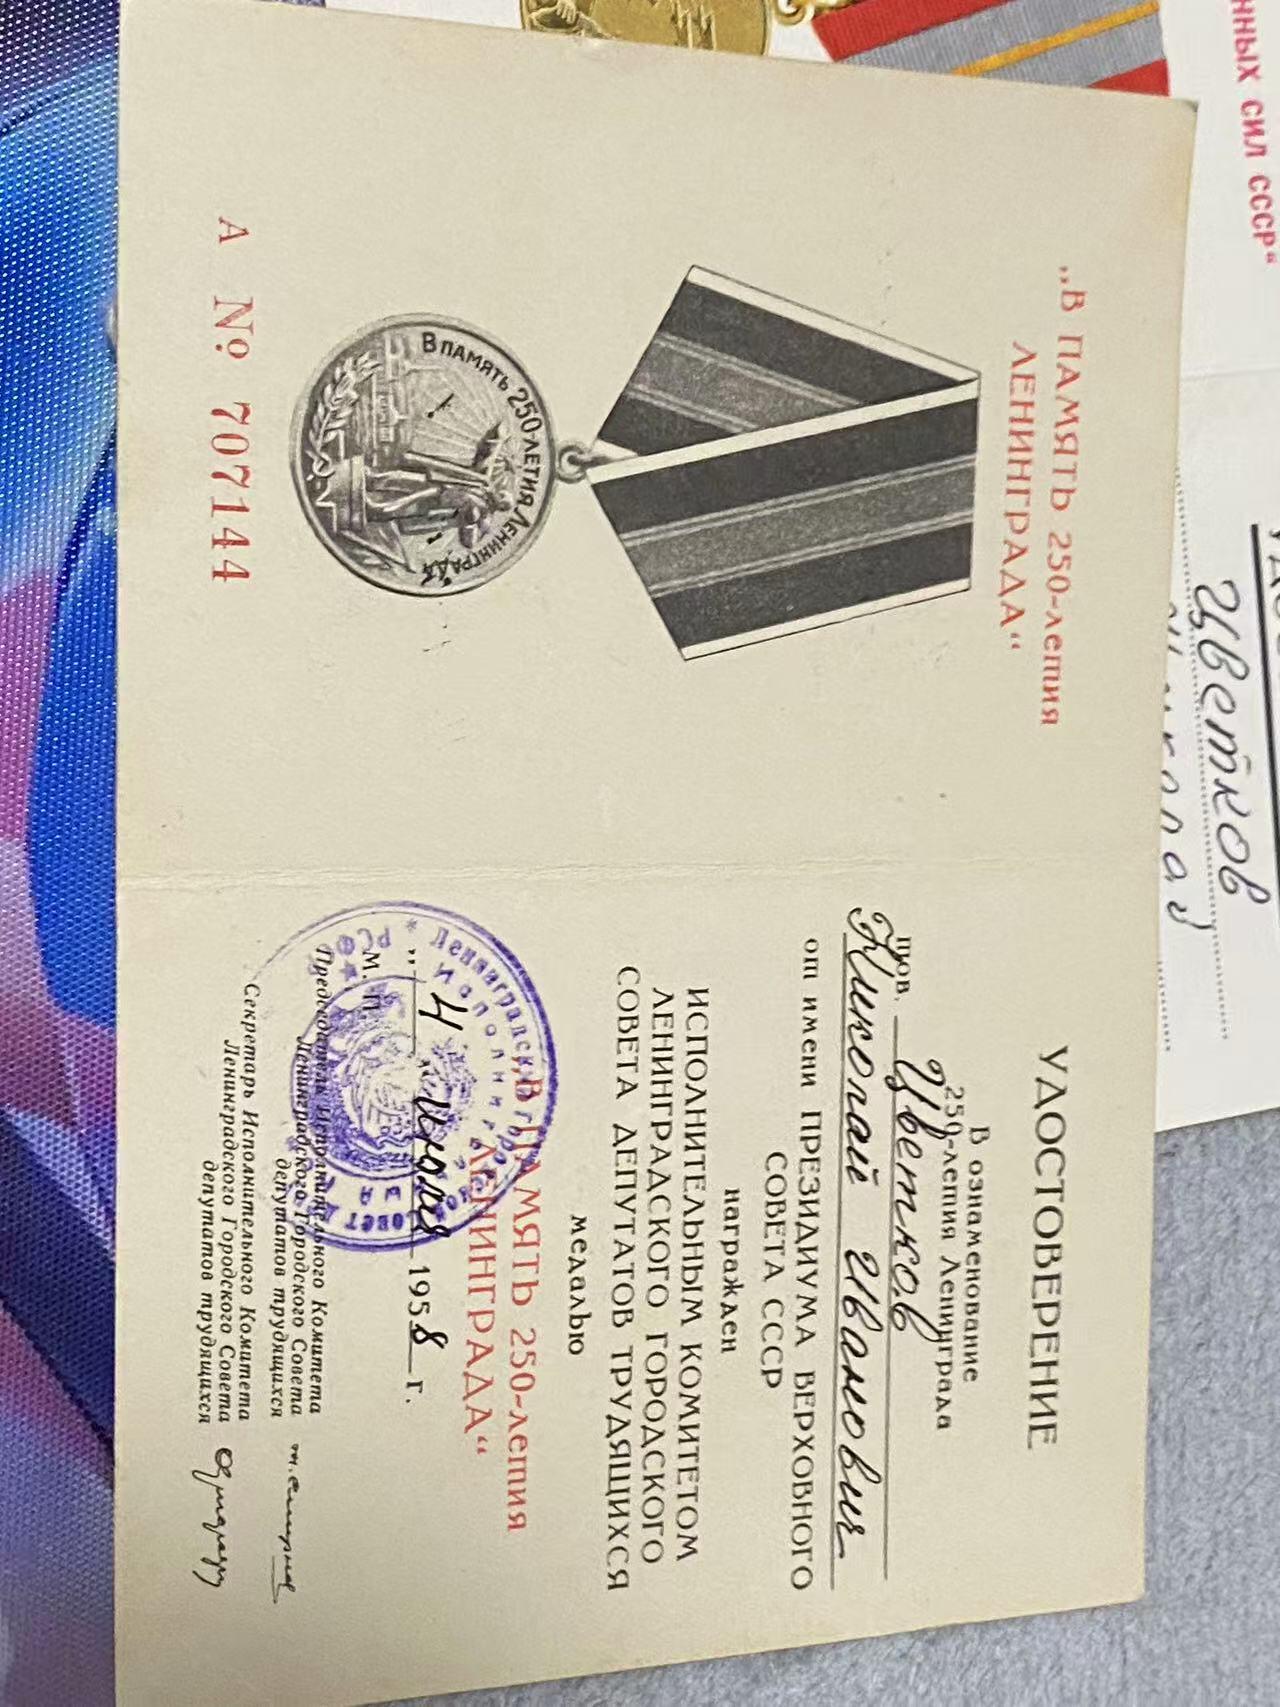 „В ПАМЯТЬ 250-летия
ЛЕНИНГРАДА“
В ПАМЯТЬ 250-ЛЕТИЯ ЛЕНИНГРАДА
А № 707144
УДОСТОВЕРЕНИЕ
В ознаменование
250-летия Ленинграда
пров. Цветков
Николай Иванович
от имени ПРЕЗИДИУМА ВЕРХОВНОГО
СОВЕТА СССР
награжден
ИСПОЛНИТЕЛЬНЫМ КОМИТЕТОМ
ЛЕНИНГРАДСКОГО ГОРОДСКОГО
СОВЕТА ДЕПУТАТОВ ТРУДЯЩИХСЯ
медалью
„В ПАМЯТЬ 250-летия
ЛЕНИНГРАДА“
„ 4 “ Июля 1958 г.
М. П.
Председатель Исполнительного Комитета
Ленинградского Городского Совета
депутатов трудящихся
Секретарь Исполнительного Комитета
Ленинградского Городского Совета
депутатов трудящихся
сил СССР“
Цветков